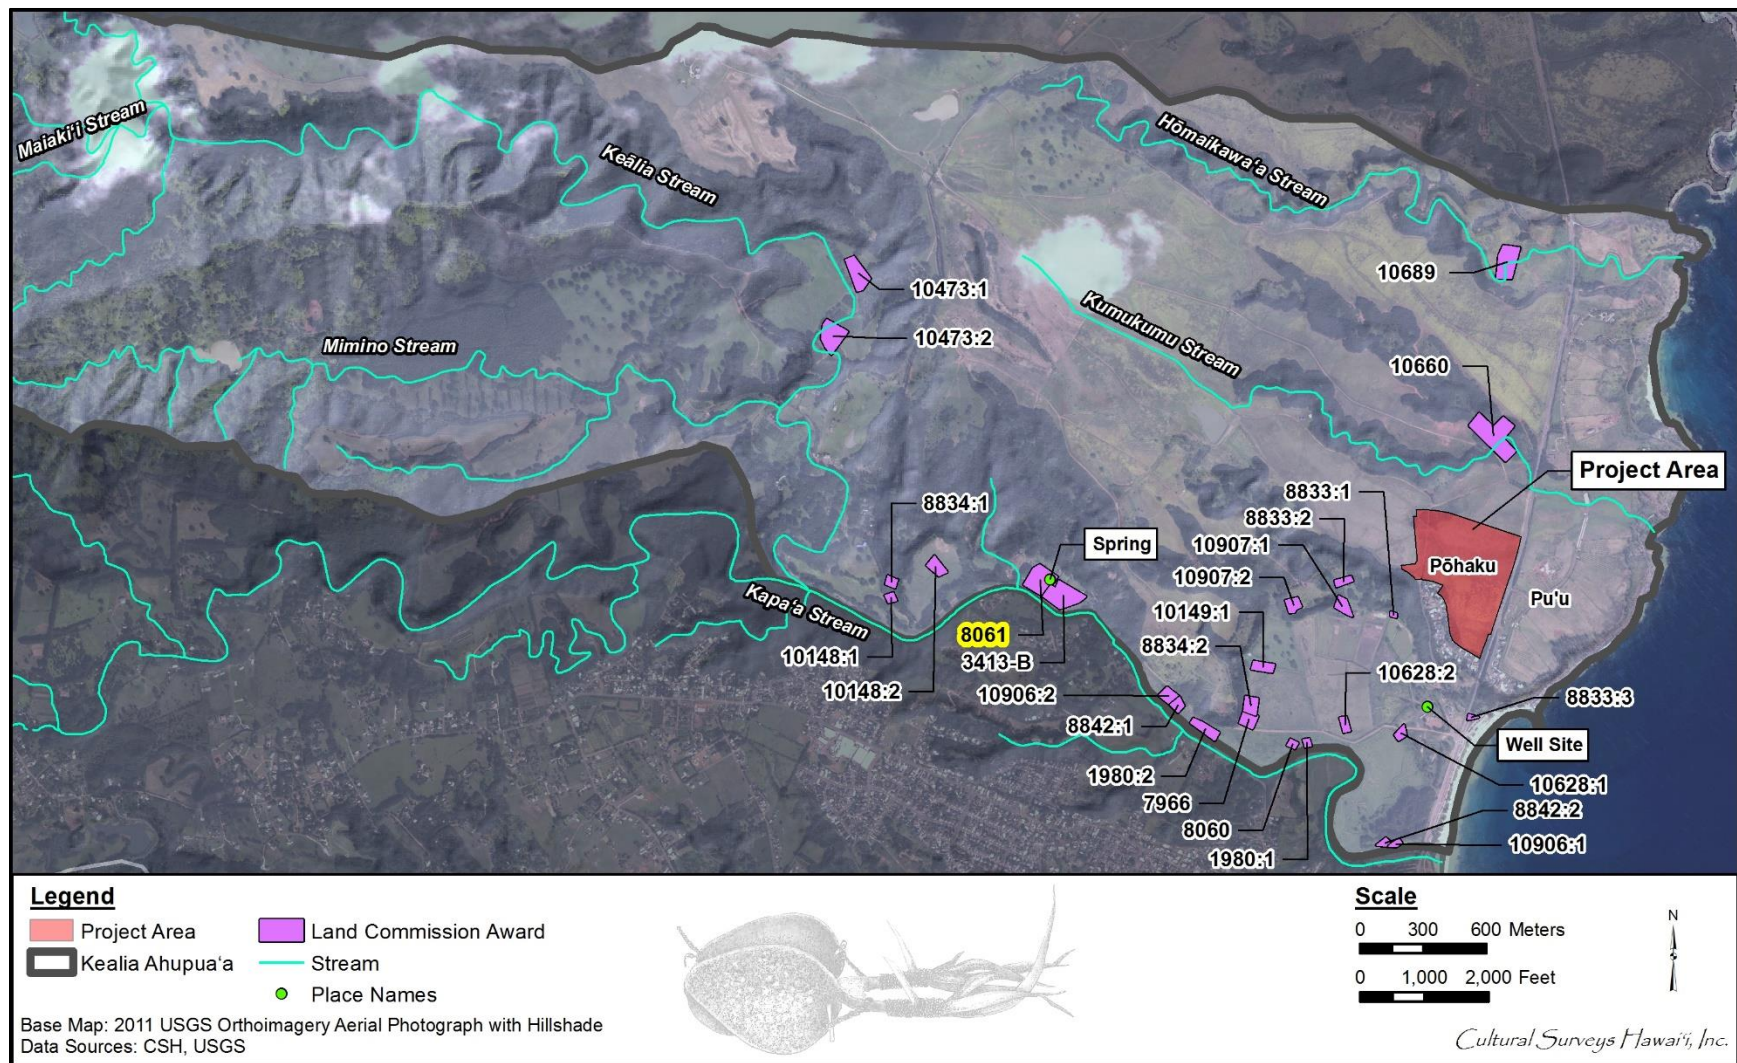 Maiaki‘i Stream
Keālia Stream
Hōmaikawa‘a Stream
10689
10473:1
Kumukumu Stream
10473:2
Mimino Stream
10660
Project Area
8833:1
8834:1
8833:2
Spring
10907:1
Pōhaku
10907:2
Pu'u
Kapa‘a Stream
10149:1
8061
8834:2
10148:1
3413-B
10628:2
10148:2
10906:2
8833:3
8842:1
Well Site
1980:2
10628:1
7966
8842:2
8060
10906:1
1980:1
Legend
Project Area
Land Commission Award
Kealia Ahupua‘a
Stream
Place Names
Base Map: 2011 USGS Orthoimagery Aerial Photograph with Hillshade
Data Sources: CSH, USGS
Scale
0 300 600 Meters
0 1,000 2,000 Feet
N
Cultural Surveys Hawai‘i, Inc.